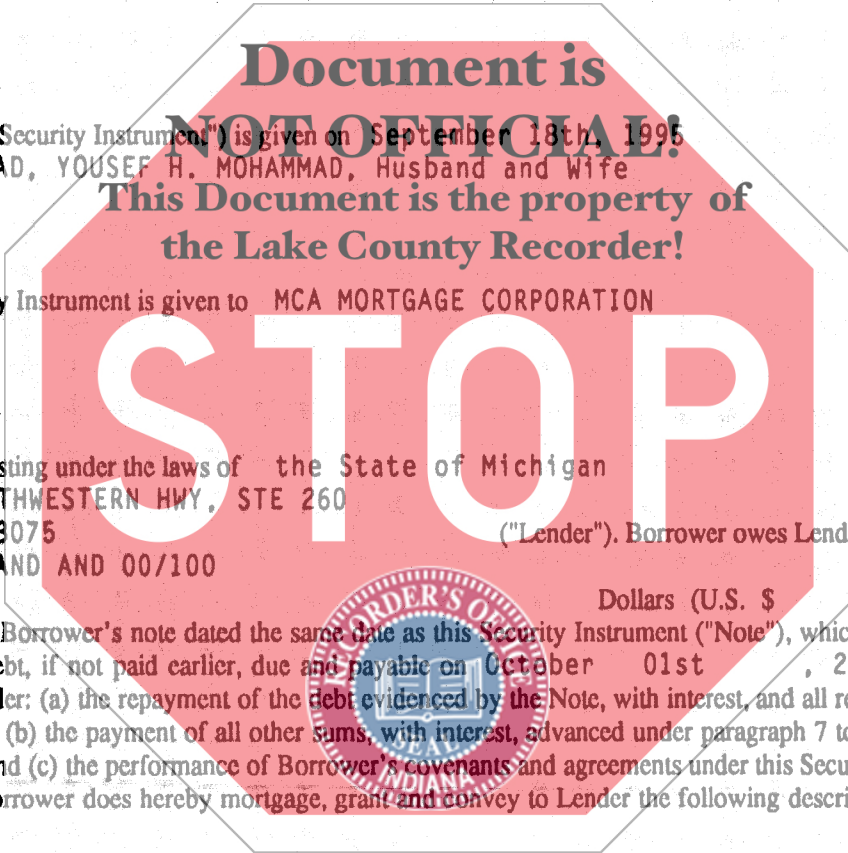 Document is
NOT OFFICIAL!
This Document is the property of
the Lake County Recorder!
STOP
Security Instrument") is given on September 18th, 1995
AD, YOUSEF H. MOHAMMAD, Husband and Wife
y Instrument is given to MCA MORTGAGE CORPORATION
sting under the laws of the State of Michigan
THWESTERN HWY, STE 260
8075 ("Lender"). Borrower owes Lend
AND AND 00/100
Dollars (U.S. $
Borrower's note dated the same date as this Security Instrument ("Note"), whic
ebt, if not paid earlier, due and payable on October 01st , 2
er: (a) the repayment of the debt evidenced by the Note, with interest, and all re
(b) the payment of all other sums, with interest, advanced under paragraph 7 to
nd (c) the performance of Borrower's covenants and agreements under this Secu
rrower does hereby mortgage, grant and convey to Lender the following descri
RECORDER'S OFFICE
SEAL
INDIANA